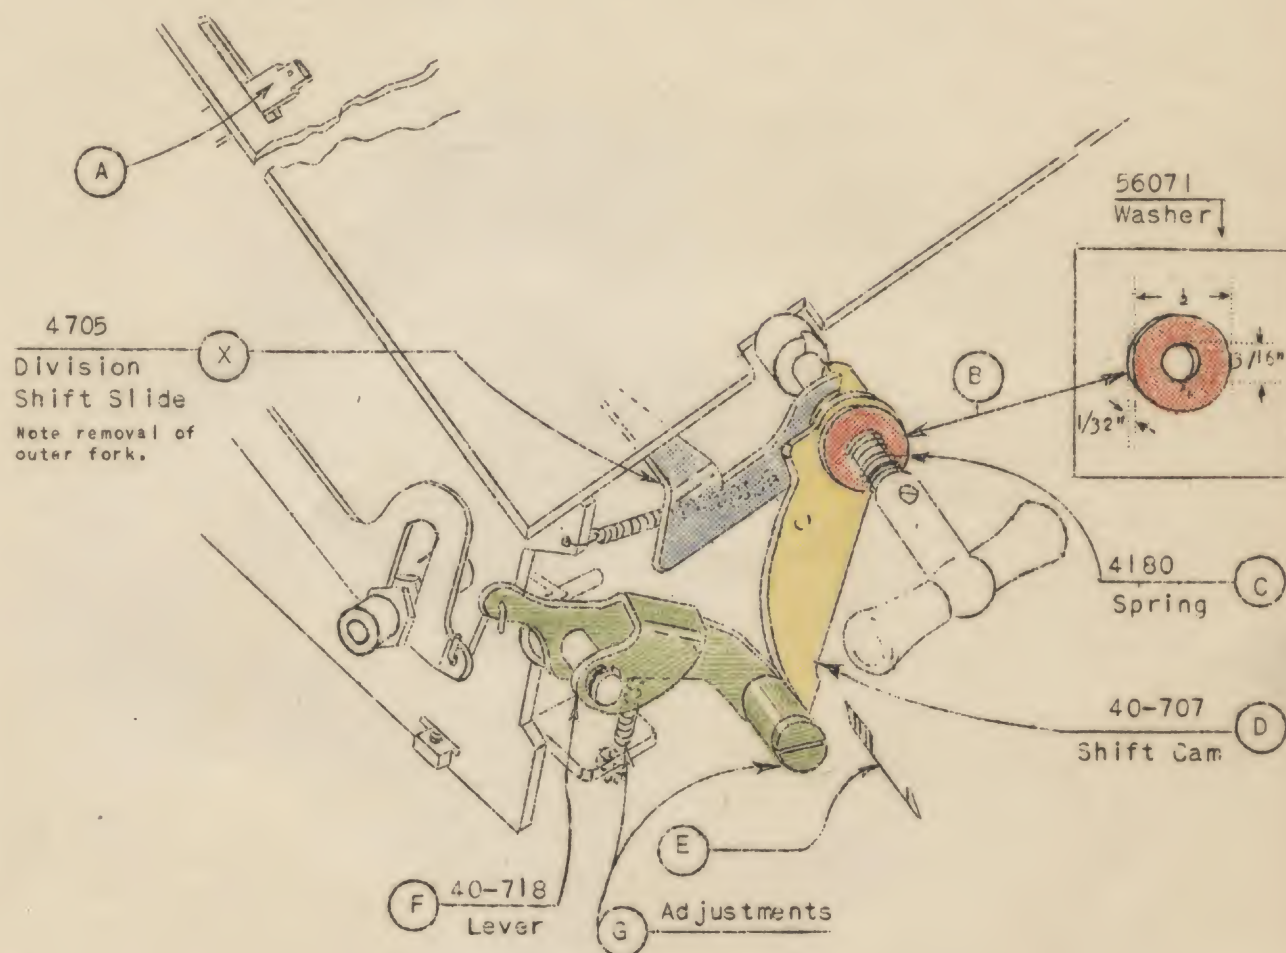 A
56071
Washer
1/2
3/16"
1/32"
B
4705
X
Division
Shift Slide
Note removal of
outer fork.
4180
C
Spring
40-707
D
Shift Cam
E
F
40-718
Lever
G
Adjustments